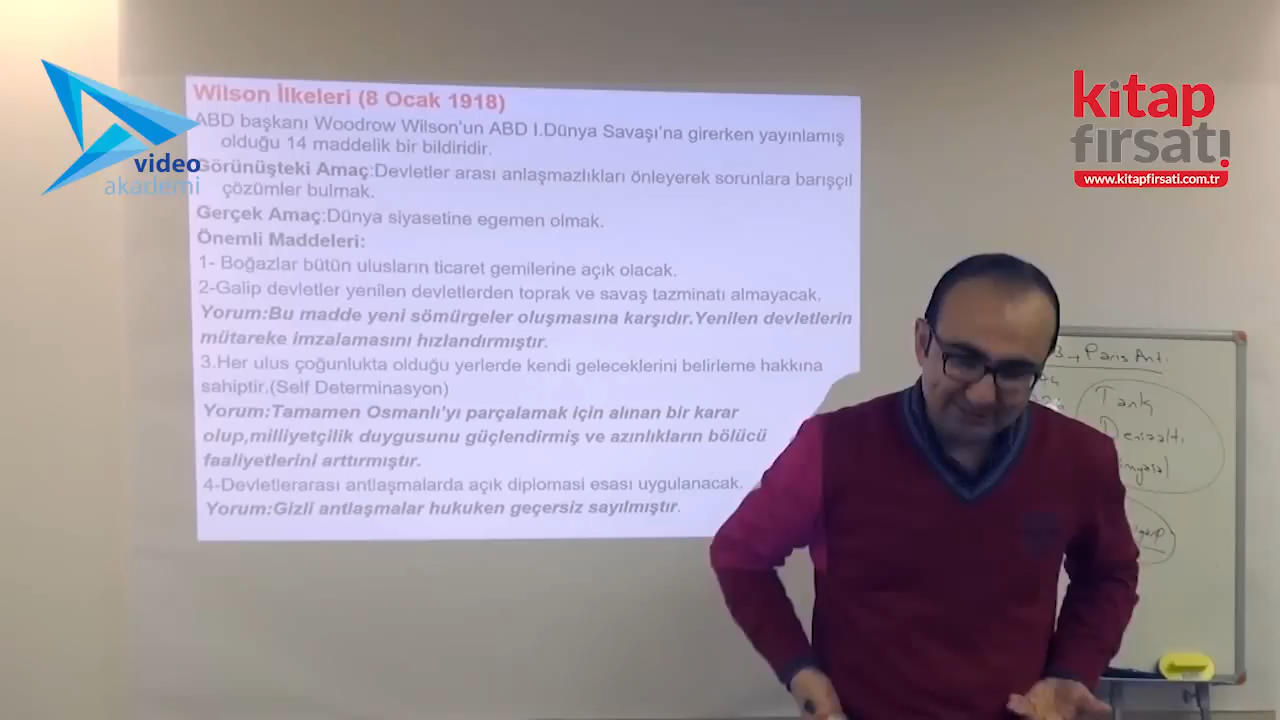 Wilson İlkeleri (8 Ocak 1918)
ABD başkanı Woodrow Wilson'un ABD I.Dünya Savaşı'na girerken yayınlamış
olduğu 14 maddelik bir bildiridir.
Görünüşteki Amaç:Devletler arası anlaşmazlıkları önleyerek sorunlara barışçıl
çözümler bulmak.
Gerçek Amaç:Dünya siyasetine egemen olmak.
Önemli Maddeleri:
1- Boğazlar bütün ulusların ticaret gemilerine açık olacak.
2-Galip devletler yenilen devletlerden toprak ve savaş tazminatı almayacak.
Yorum:Bu madde yeni sömürgeler oluşmasına karşıdır.Yenilen devletlerin
mütareke imzalamasını hızlandırmıştır.
3.Her ulus çoğunlukta olduğu yerlerde kendi geleceklerini belirleme hakkına
sahiptir.(Self Determinasyon)
Yorum:Tamamen Osmanlı'yı parçalamak için alınan bir karar
olup,milliyetçilik duygusunu güçlendirmiş ve azınlıkların bölücü
faaliyetlerini arttırmıştır.
4-Devletlerarası antlaşmalarda açık diplomasi esası uygulanacak.
Yorum:Gizli antlaşmalar hukuken geçersiz sayılmıştır.
video
akademi
kitap
fırsatı
www.kitapfirsati.com.tr
3→Paris Ant.
Tank
Denizaltı